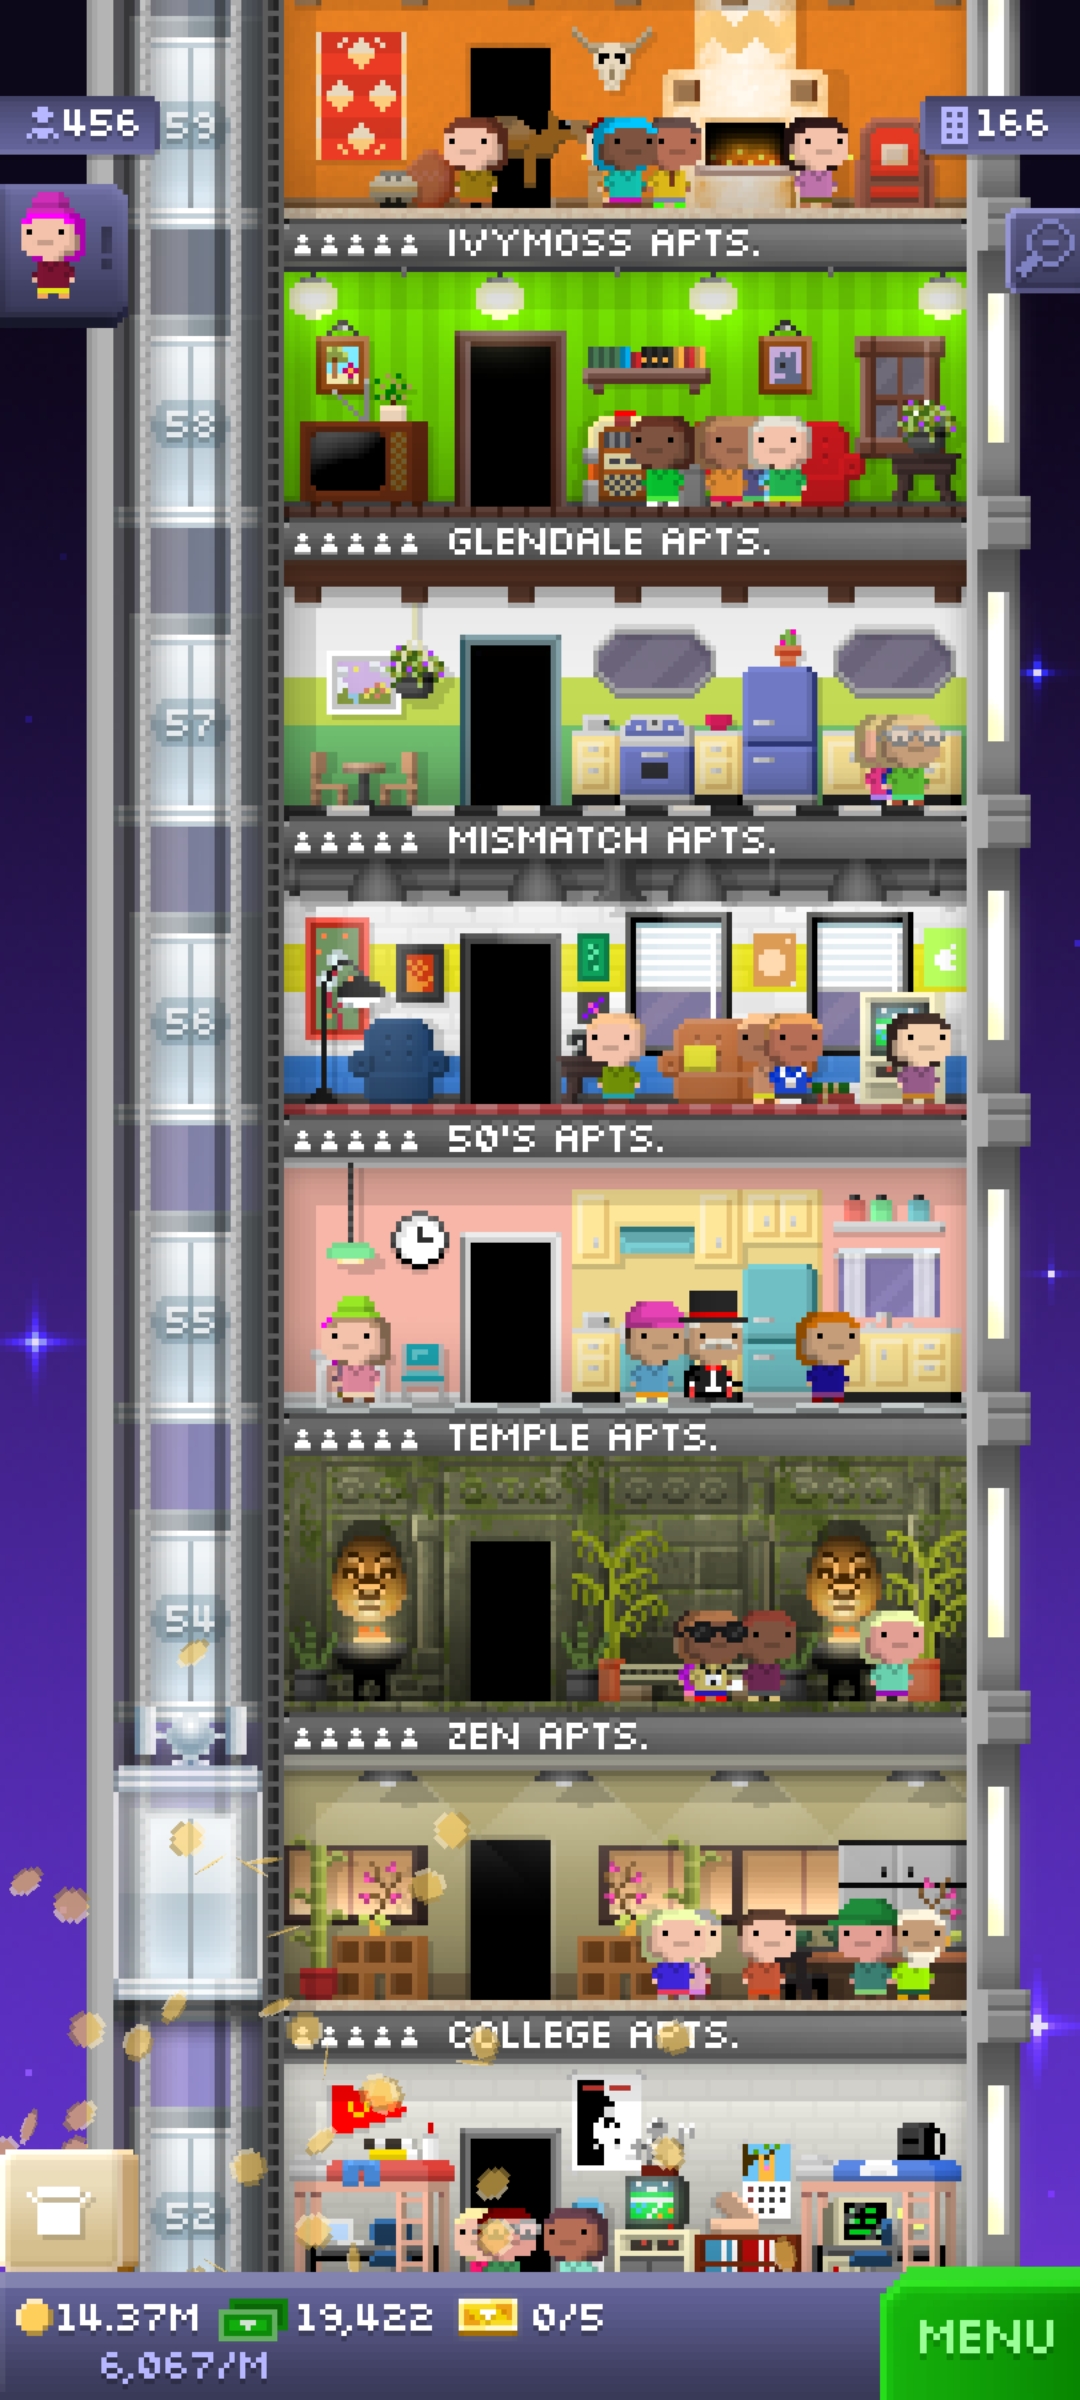 59
456
166
!
IVYMOSS APTS.
58
GLENDALE APTS.
57
MISMATCH APTS.
56
50'S APTS.
55
TEMPLE APTS.
54
ZEN APTS.
COLLEGE APTS.
52
14.37M
19,422
0/5
6,067/M
MENU